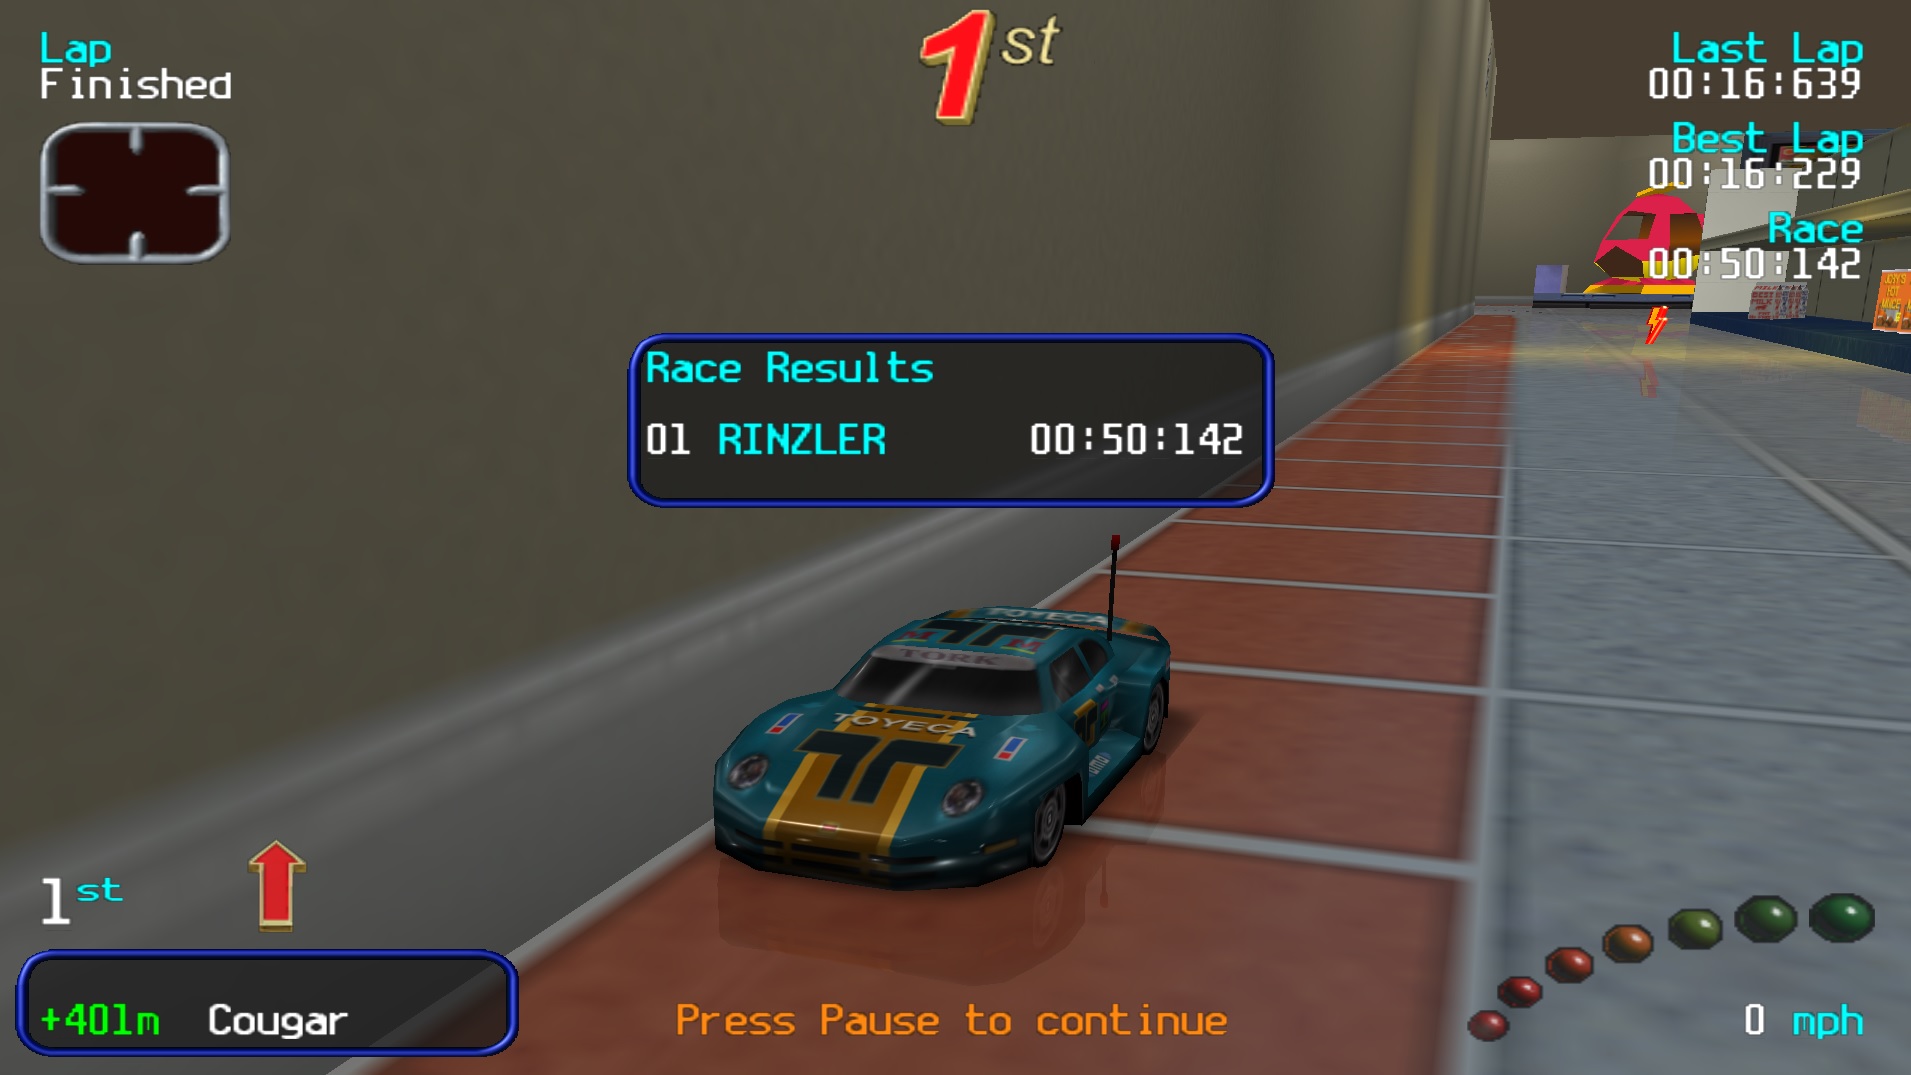 Lap
Finished
1st
Last Lap
00:16:639
Best Lap
00:16:229
Race
00:50:142
Race Results
01 RINZLER 00:50:142
TOYECA
TORK
TOYECA
1st
+401m Cougar
Press Pause to continue
0 mph